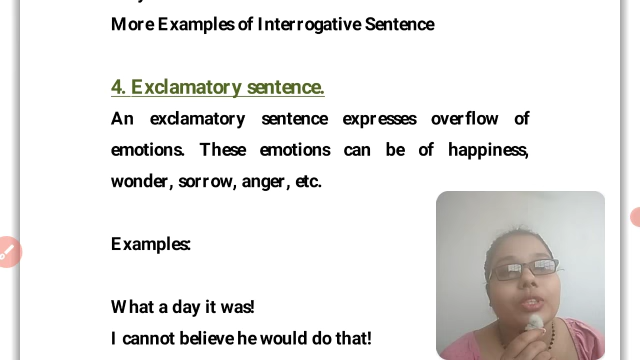 More Examples of Interrogative Sentence
4. Exclamatory sentence.
An exclamatory sentence expresses overflow of
emotions. These emotions can be of happiness,
wonder, sorrow, anger, etc.
Examples:
What a day it was!
I cannot believe he would do that!